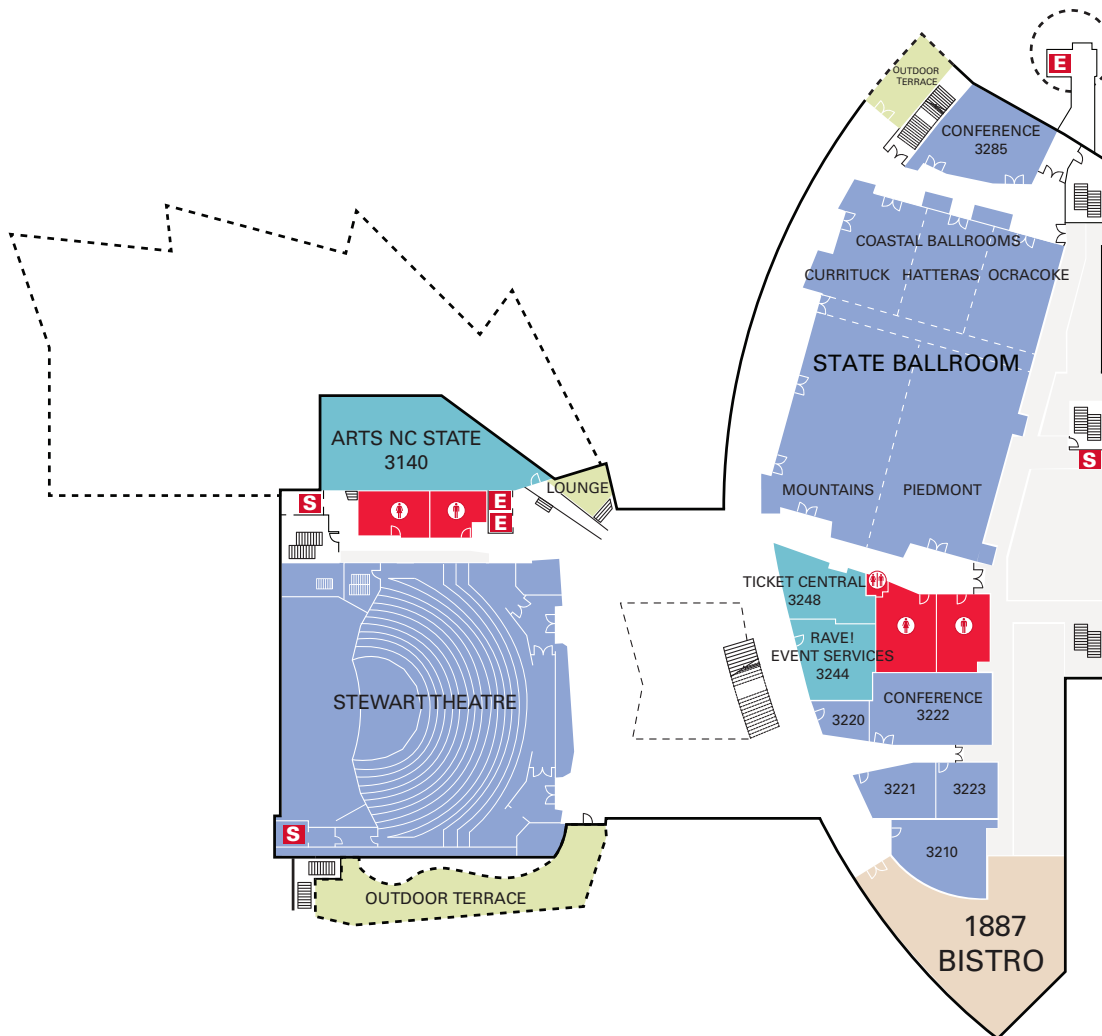 OUTDOOR
TERRACE
E
CONFERENCE
3285
COASTAL BALLROOMS
CURRITUCK HATTERAS OCRACOKE
STATE BALLROOM
MOUNTAINS PIEDMONT
S
ARTS NC STATE
3140
LOUNGE
S
E
E
TICKET CENTRAL
3248
RAVE!
EVENT SERVICES
3244
STEWART THEATRE
CONFERENCE
3222
3220
3221
3223
S
3210
OUTDOOR TERRACE
1887
BISTRO